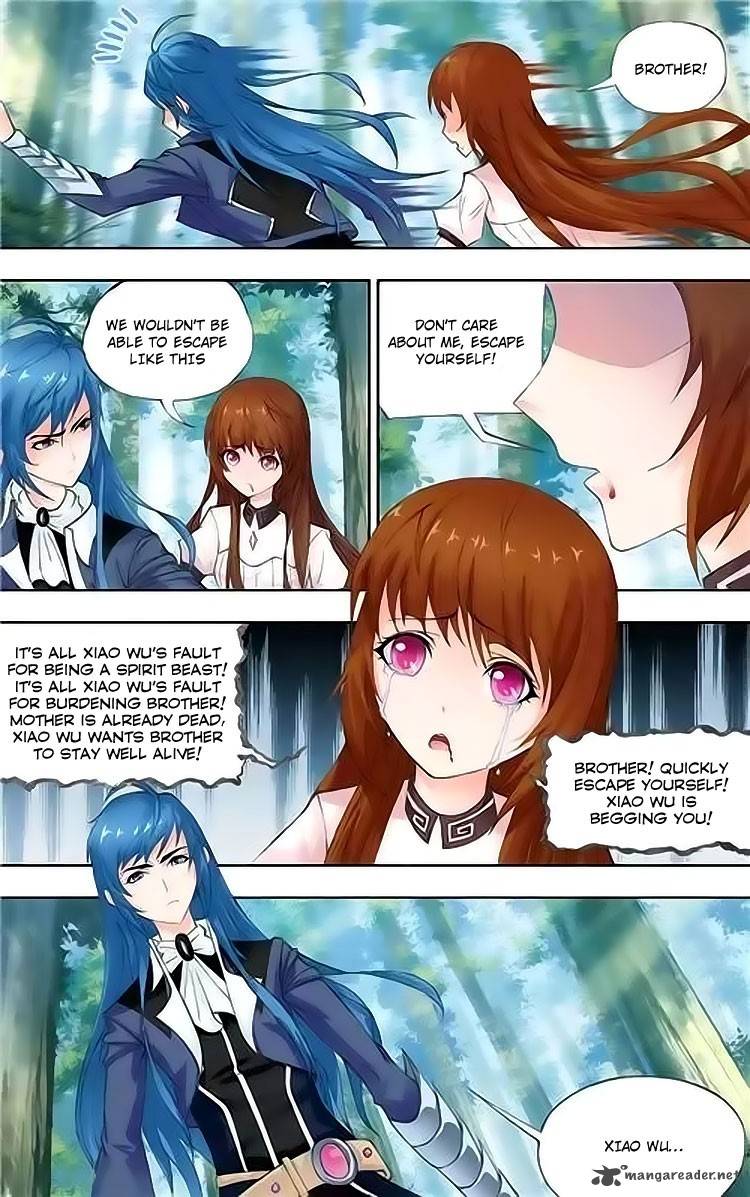 BROTHER!
WE WOULDN'T BE
ABLE TO ESCAPE
LIKE THIS
DON'T CARE
ABOUT ME, ESCAPE
YOURSELF!
IT'S ALL XIAO WU'S FAULT
FOR BEING A SPIRIT BEAST!
IT'S ALL XIAO WU'S FAULT
FOR BURDENING BROTHER!
MOTHER IS ALREADY DEAD,
XIAO WU WANTS BROTHER
TO STAY WELL ALIVE!
BROTHER! QUICKLY
ESCAPE YOURSELF!
XIAO WU IS
BEGGING YOU!
XIAO WU...
mangareader.net